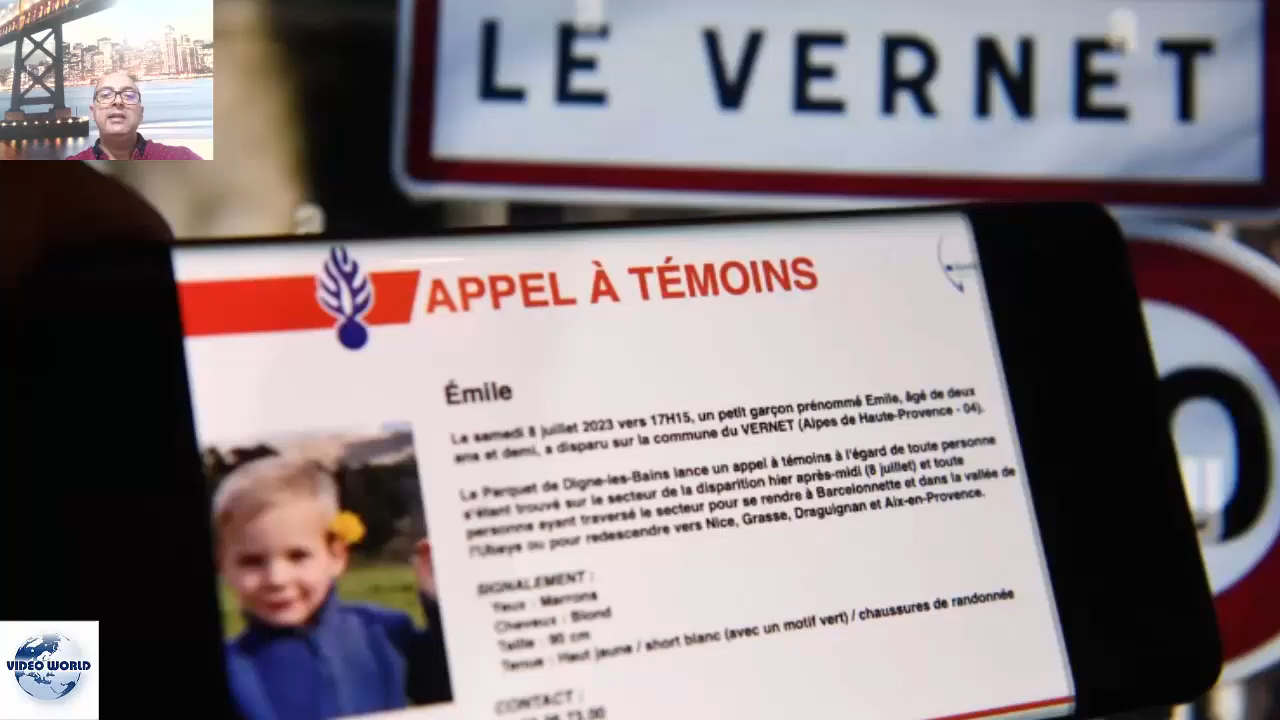 LE VERNET
APPEL À TÉMOINS
Émile
Le samedi 8 juillet 2023 vers 17H15, un petit garçon prénommé Emile, âgé de deux
ans et demi, a disparu sur la commune du VERNET (Alpes de Haute-Provence - 04).
Le Parquet de Digne-les-Bains lance un appel à témoins à l'égard de toute personne
s'étant trouvé sur le secteur de la disparition hier après-midi (8 juillet) et toute
personne ayant traversé le secteur pour se rendre à Barcelonnette et dans la vallée de
l'Ubaye ou pour redescendre vers Nice, Grasse, Draguignan et Aix-en-Provence.
SIGNALEMENT :
Yeux : Marrons
Cheveux : Blond
Taille : 90 cm
Tenue : Haut jaune / short blanc (avec un motif vert) / chaussures de randonnée
CONTACT :
VIDEO WORLD